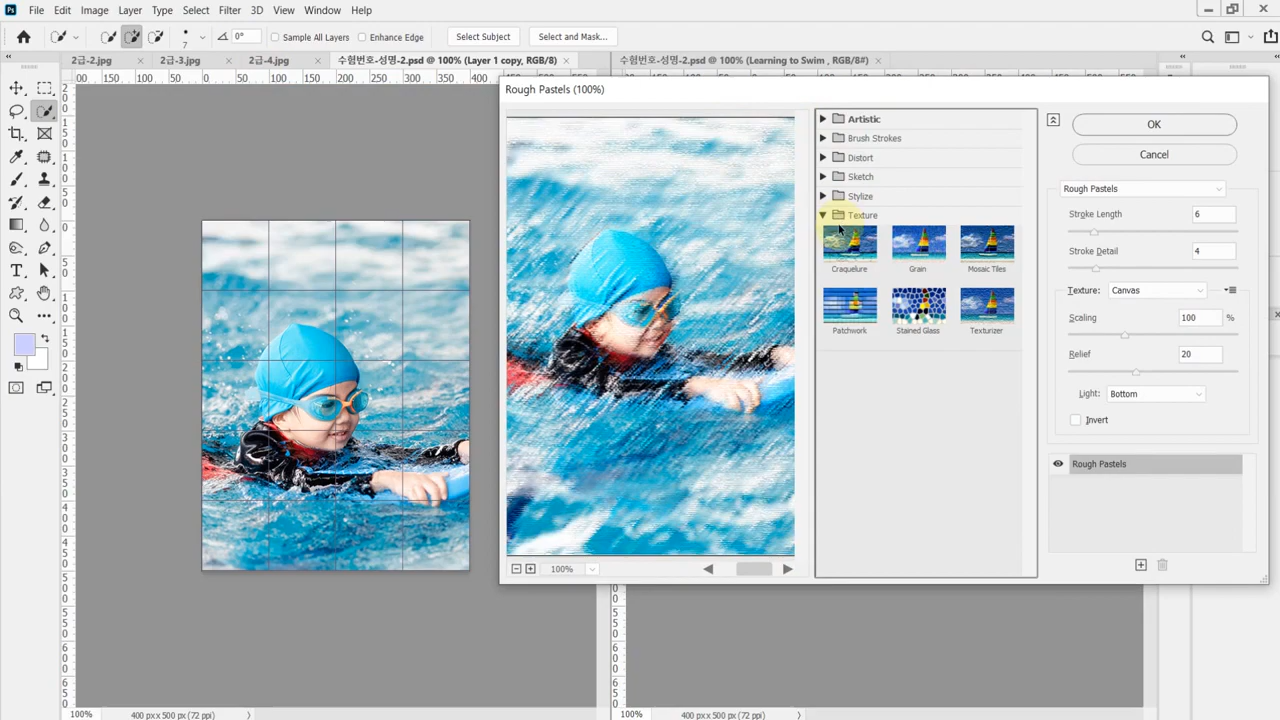 Ps File Edit Image Layer Type Select Filter 3D View Window Help
7 0° Sample All Layers Enhance Edge Select Subject Select and Mask...
2급-2.jpg × 2급-3.jpg × 2급-4.jpg × 수험번호-성명-2.psd @ 100% (Layer 1 copy, RGB/8) × 수험번호-성명-2.psd @ 100% (Learning to Swim , RGB/8#) ×
Rough Pastels (100%)
Artistic
Brush Strokes
Distort
Sketch
Stylize
Texture
Craquelure Grain Mosaic Tiles
Patchwork Stained Glass Texturizer
100%
OK
Cancel
Rough Pastels
Stroke Length 6
Stroke Detail 4
Texture: Canvas
Scaling 100 %
Relief 20
Light: Bottom
Invert
Rough Pastels
100% 400 px x 500 px (72 ppi) 100% 400 px x 500 px (72 ppi)